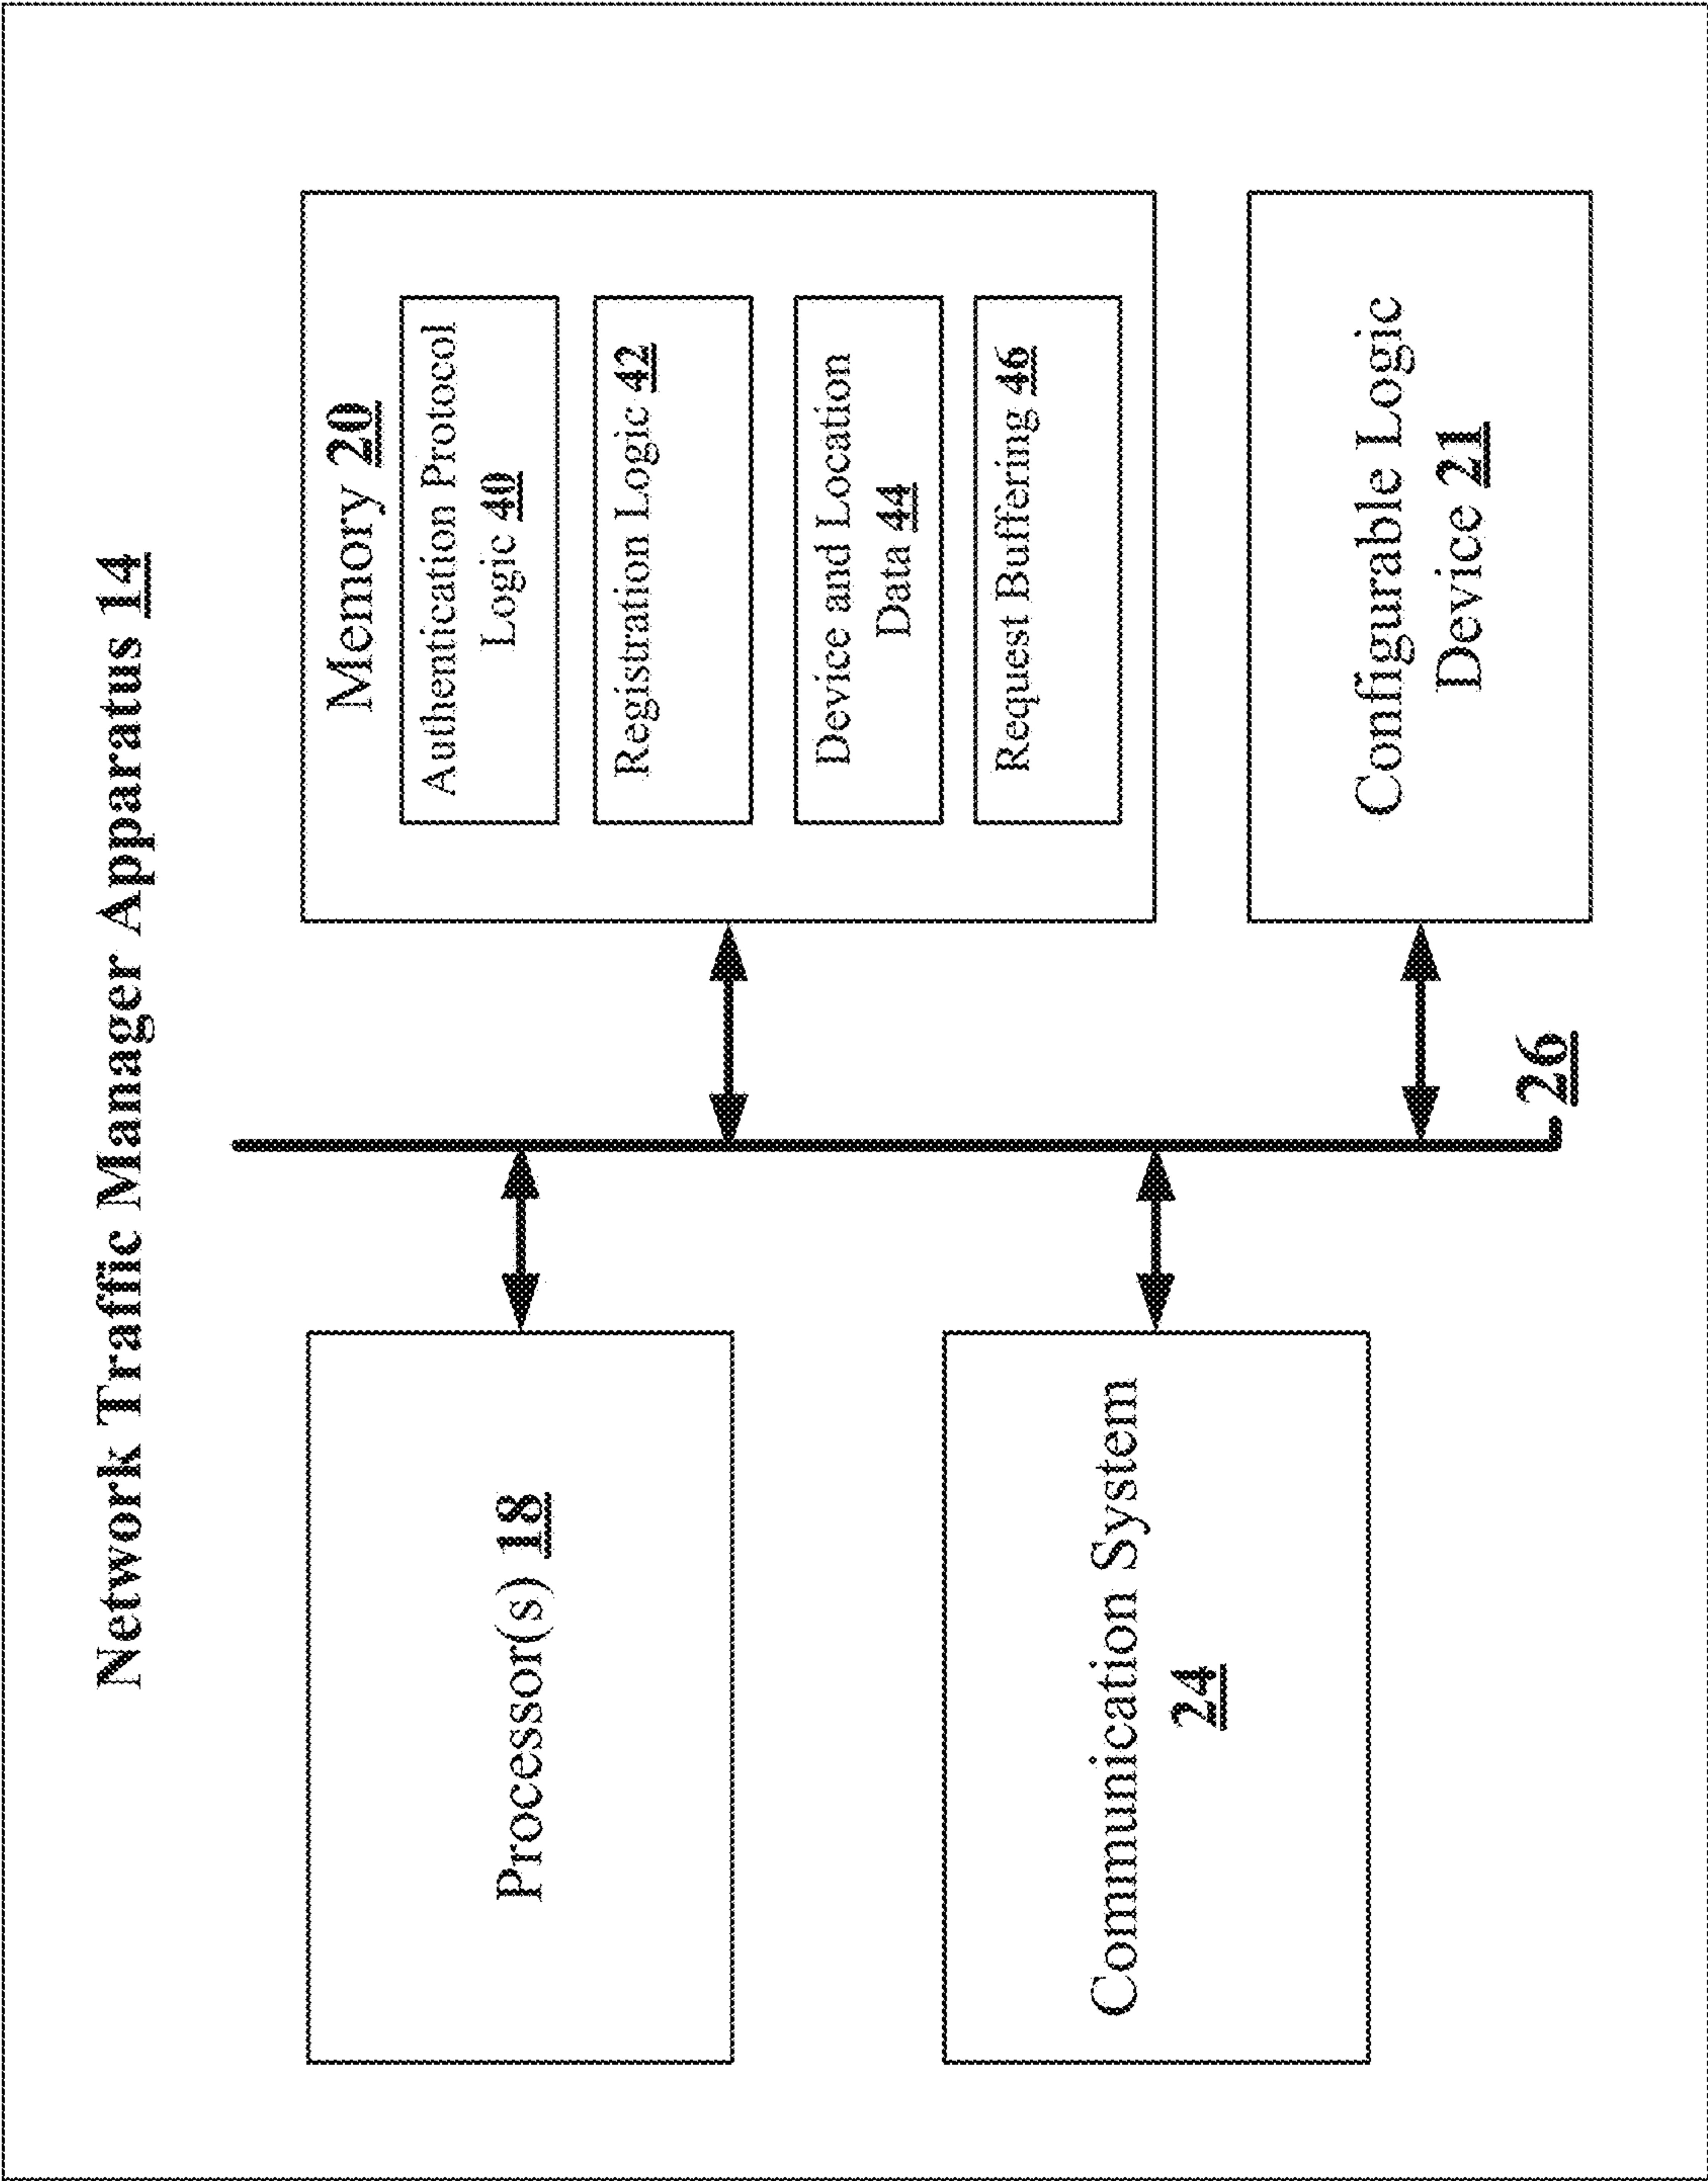 Network Traffic Manager Apparatus 14
Processor(s) 18
Communication System
24
Memory 20
Authentication Protocol
Logic 40
Registration Logic 42
Device and Location
Data 44
Request Buffering 46
Configurable Logic
Device 21
26